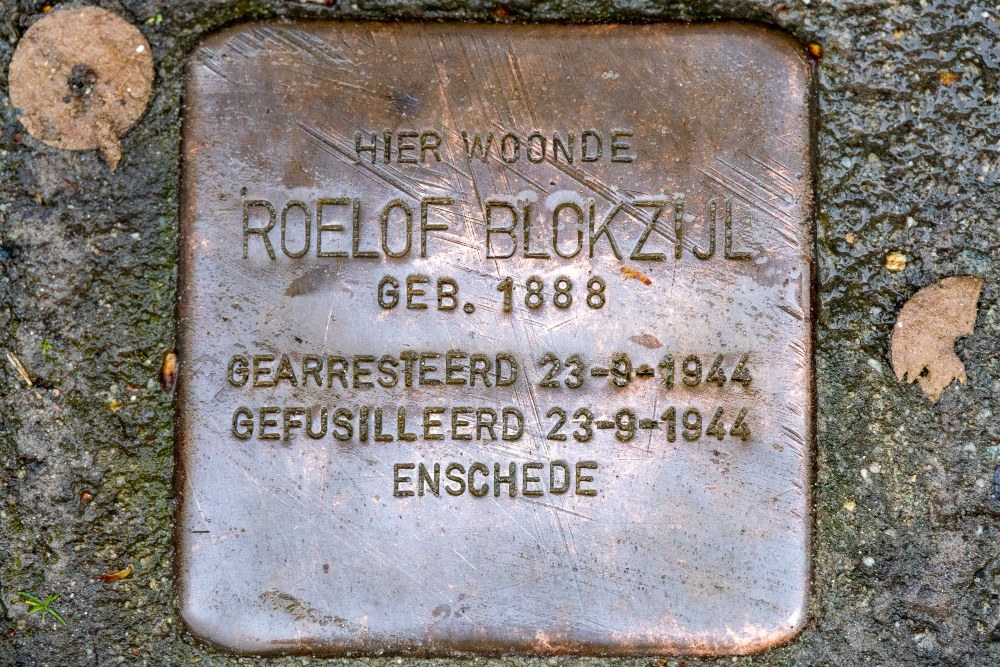 HIER WOONDE
ROELOF BLOKZIJL
GEB. 1888
GEARRESTEERD 23-9-1944
GEFUSILLEERD 23-9-1944
ENSCHEDE